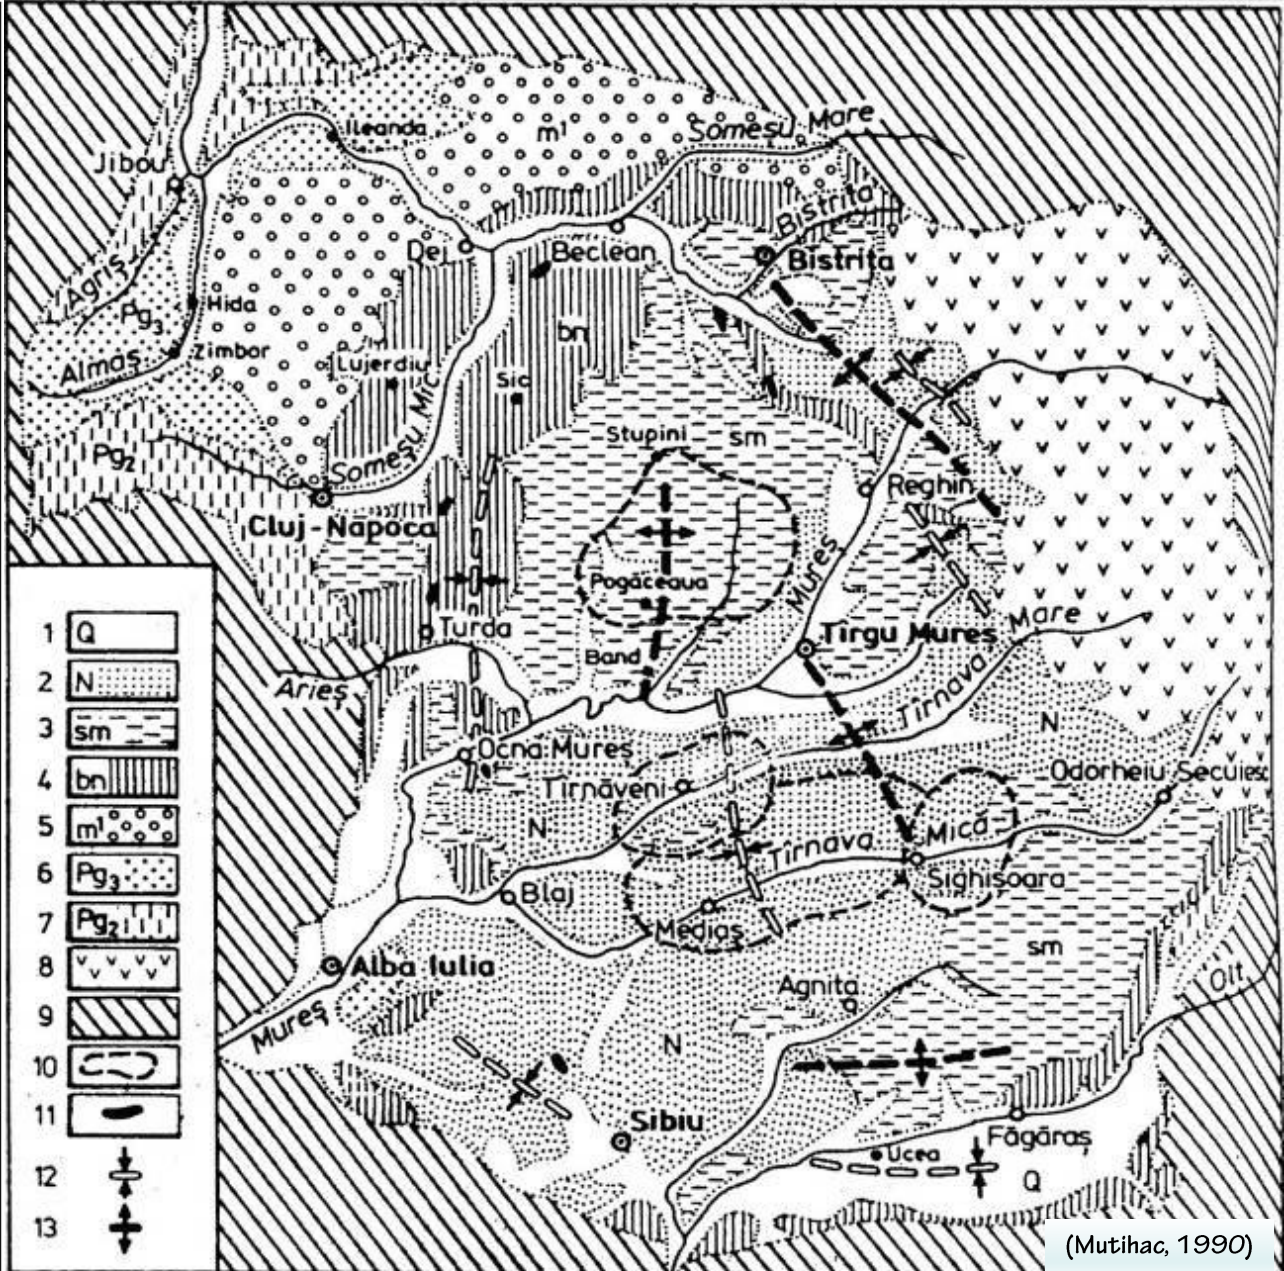 Ileanda
m¹
Someșu Mare
Jibou
Bistrita
Dej
Beclean
Bistrița
Agriș
Pg₃
Hida
bn
Almaș
Zimbor
Lujerdiu
Sic
Someșu Mic
Stupini
sm
Pg₂
Reghin
Cluj-Năpoca
Pogăceaua
Mureș
Turda
Tîrgu Mureș
Band
Arieș
Tîrnava Mare
N
Ocna Mureș
Odorheiu Secuiesc
Tîrnăveni
N
Tîrnava Mică
Sighișoara
Blaj
Mediaș
sm
Alba Iulia
Agnita
Olt
Mureș
N
Sibiu
Făgăraș
Ucea
Q
1 Q
2 N
3 sm
4 bn
5 m¹
6 Pg₃
7 Pg₂
8
9
10
11
12
13
(Mutihac, 1990)